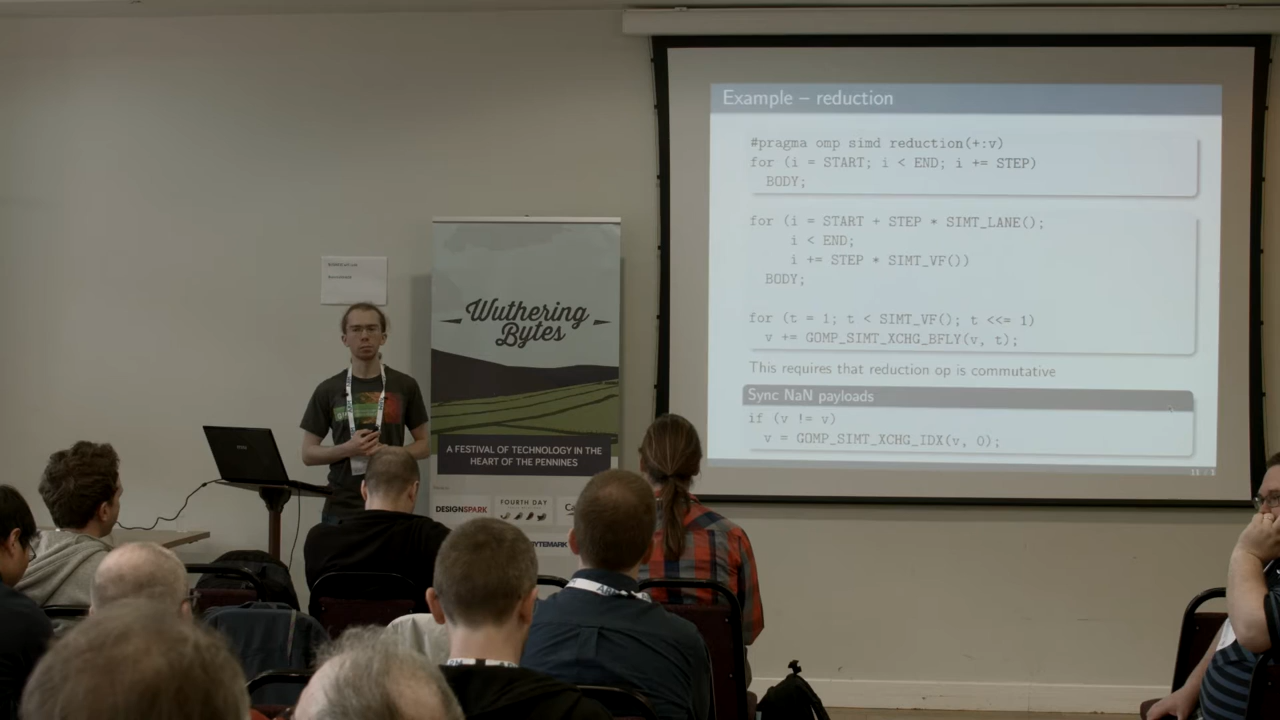 Example – reduction
#pragma omp simd reduction(+:v)
for (i = START; i < END; i += STEP)
BODY;
for (i = START + STEP * SIMT_LANE();
i < END;
i += STEP * SIMT_VF())
BODY;
for (t = 1; t < SIMT_VF(); t <<= 1)
v += GOMP_SIMT_XCHG_BFLY(v, t);
This requires that reduction op is commutative
Sync NaN payloads
if (v != v)
v = GOMP_SIMT_XCHG_IDX(v, 0);
Wuthering
Bytes
A FESTIVAL OF TECHNOLOGY IN THE
HEART OF THE PENNINES
DESIGNSPARK
FOURTH DAY
BYTEMARK